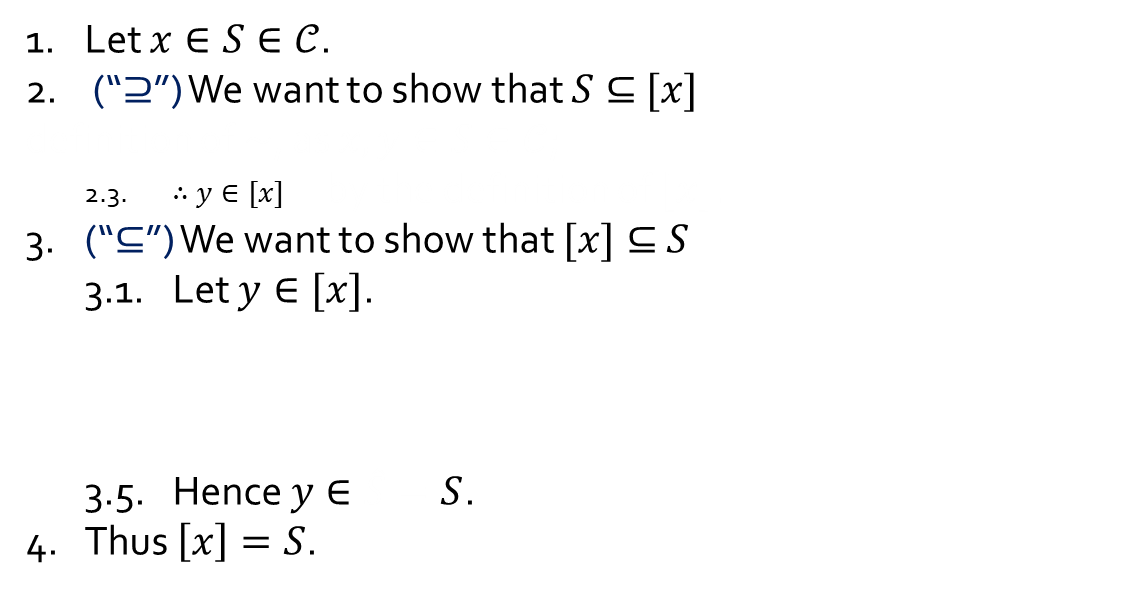 1. Let 𝑥 ∈ 𝑆 ∈ 𝒞.
2. (“⊇”) We want to show that 𝑆 ⊆ [𝑥]
2.3. ∴ 𝑦 ∈ [𝑥]
3. (“⊆”) We want to show that [𝑥] ⊆ 𝑆
3.1. Let 𝑦 ∈ [𝑥].
3.5. Hence 𝑦 ∈ 𝑆.
4. Thus [𝑥] = 𝑆.